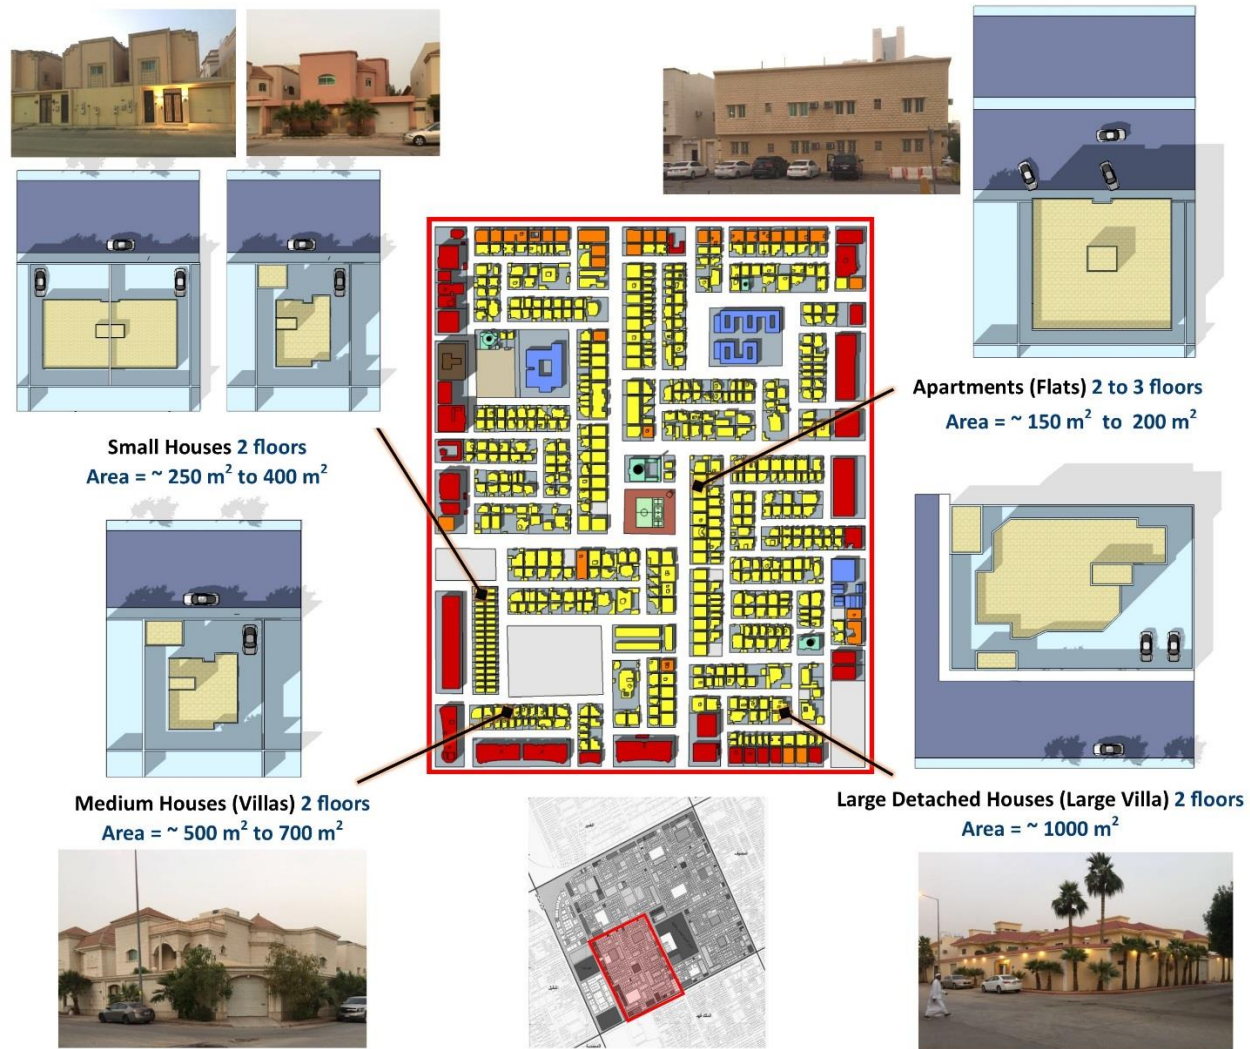 Apartments (Flats) 2 to 3 floors
Area = ~ 150 m² to 200 m²
Small Houses 2 floors
Area = ~ 250 m² to 400 m²
Medium Houses (Villas) 2 floors
Area = ~ 500 m² to 700 m²
Large Detached Houses (Large Villa) 2 floors
Area = ~ 1000 m²